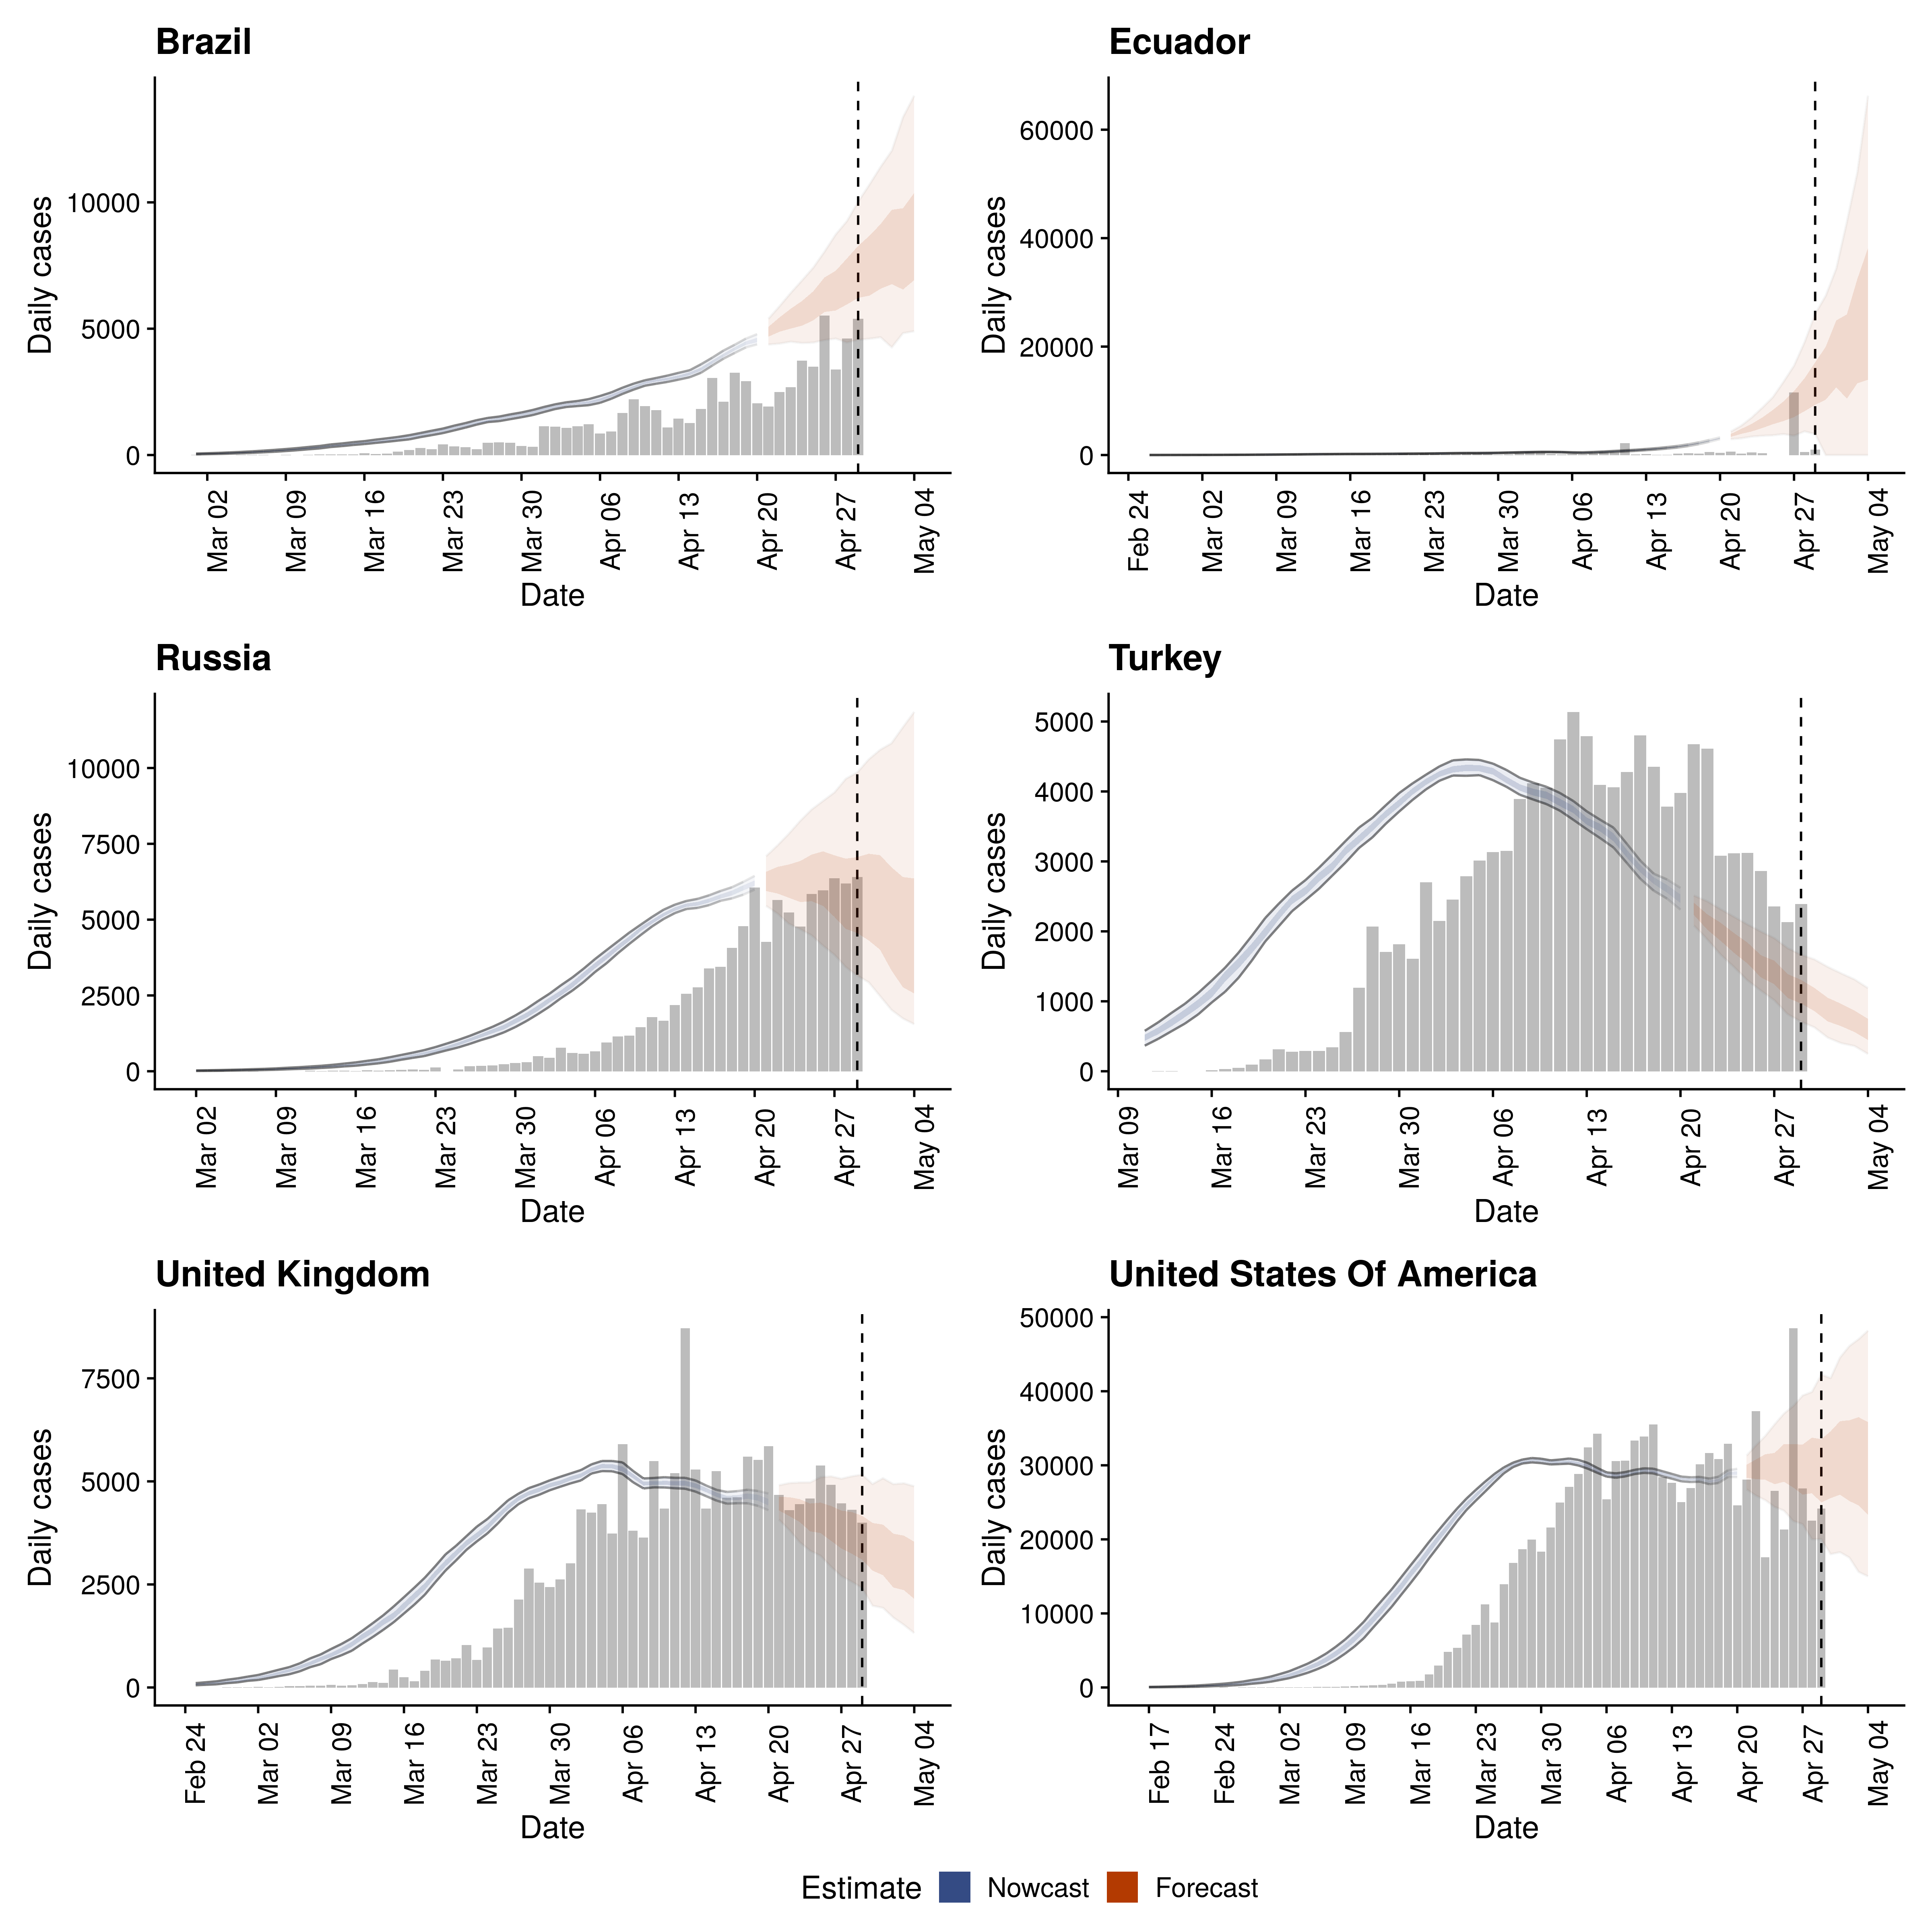 Brazil
Daily cases
10000
5000
0
Mar 02
Mar 09
Mar 16
Mar 23
Mar 30
Apr 06
Apr 13
Apr 20
Apr 27
May 04
Date
Ecuador
Daily cases
60000
40000
20000
0
Feb 24
Mar 02
Mar 09
Mar 16
Mar 23
Mar 30
Apr 06
Apr 13
Apr 20
Apr 27
May 04
Date
Russia
Daily cases
10000
7500
5000
2500
0
Mar 02
Mar 09
Mar 16
Mar 23
Mar 30
Apr 06
Apr 13
Apr 20
Apr 27
May 04
Date
Turkey
Daily cases
5000
4000
3000
2000
1000
0
Mar 09
Mar 16
Mar 23
Mar 30
Apr 06
Apr 13
Apr 20
Apr 27
May 04
Date
United Kingdom
Daily cases
7500
5000
2500
0
Feb 24
Mar 02
Mar 09
Mar 16
Mar 23
Mar 30
Apr 06
Apr 13
Apr 20
Apr 27
May 04
Date
United States Of America
Daily cases
50000
40000
30000
20000
10000
0
Feb 17
Feb 24
Mar 02
Mar 09
Mar 16
Mar 23
Mar 30
Apr 06
Apr 13
Apr 20
Apr 27
May 04
Date
Estimate Nowcast Forecast